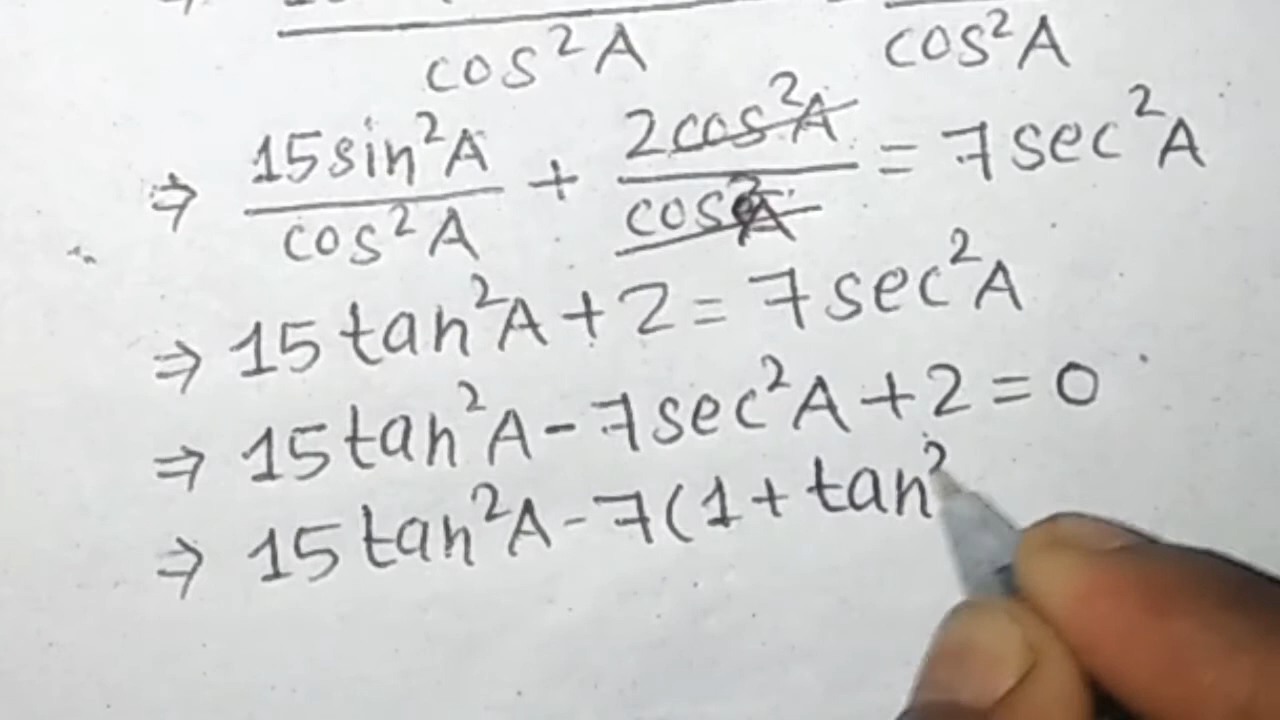 cos²A cos²A
⇒ 15sin²A/cos²A + 2cos²A/cos²A = 7sec²A
⇒ 15tan²A + 2 = 7sec²A
⇒ 15tan²A - 7sec²A + 2 = 0
⇒ 15tan²A - 7(1 + tan²